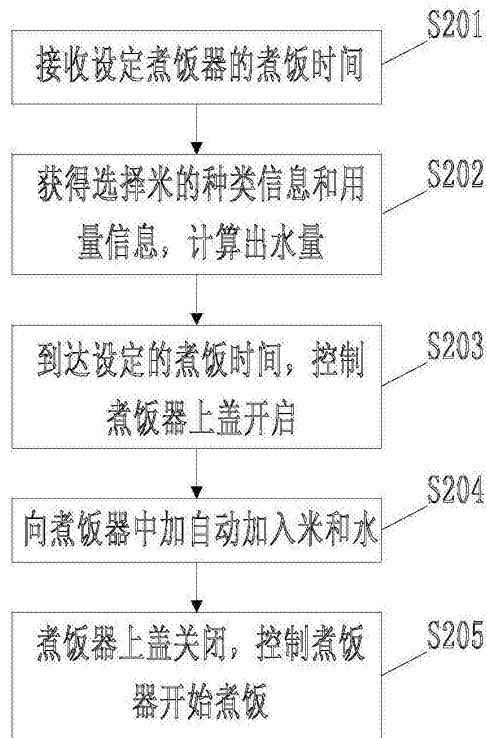 S201
接收设定煮饭器的煮饭时间
S202
获得选择米的种类信息和用
量信息，计算出水量
S203
到达设定的煮饭时间，控制
煮饭器上盖开启
S204
向煮饭器中加自动加入米和水
S205
煮饭器上盖关闭，控制煮饭
器开始煮饭